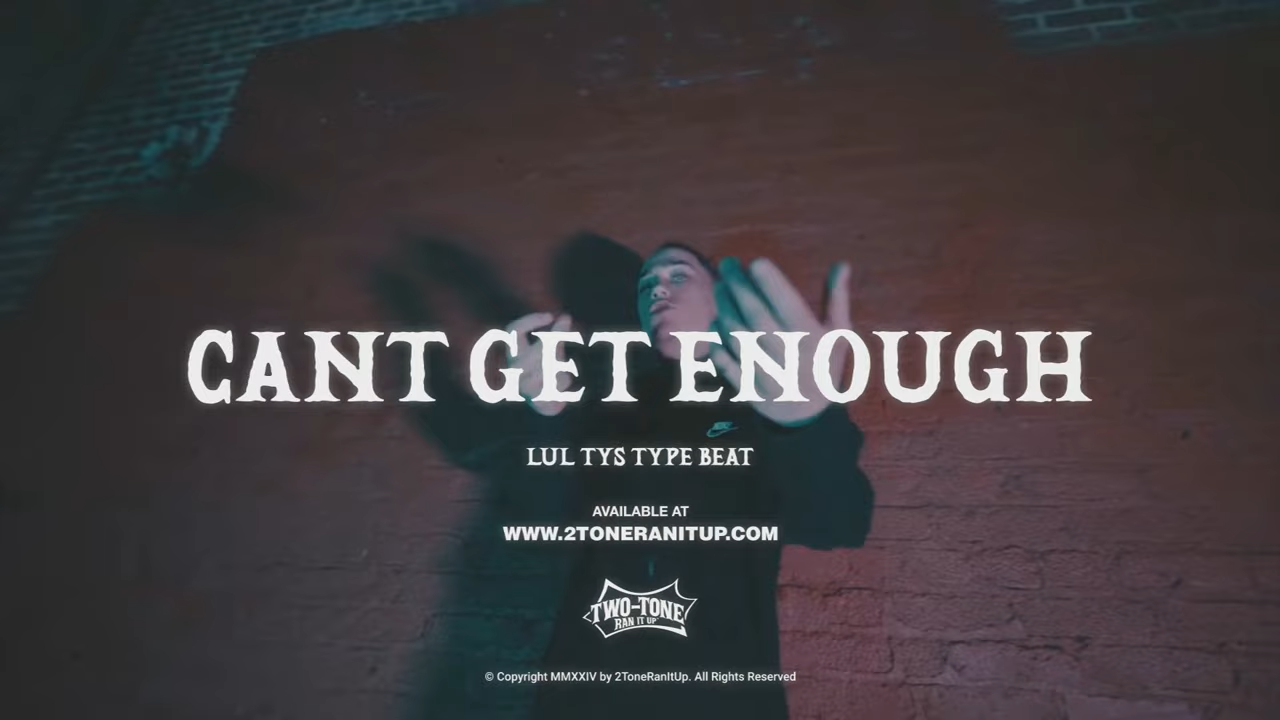 CANT GET ENOUGH
NIKE
LUL TYS TYPE BEAT
AVAILABLE AT
WWW.2TONERANITUP.COM
TWO-TONE
RAN IT UP
© Copyright MMXXIV by 2ToneRanItUp. All Rights Reserved